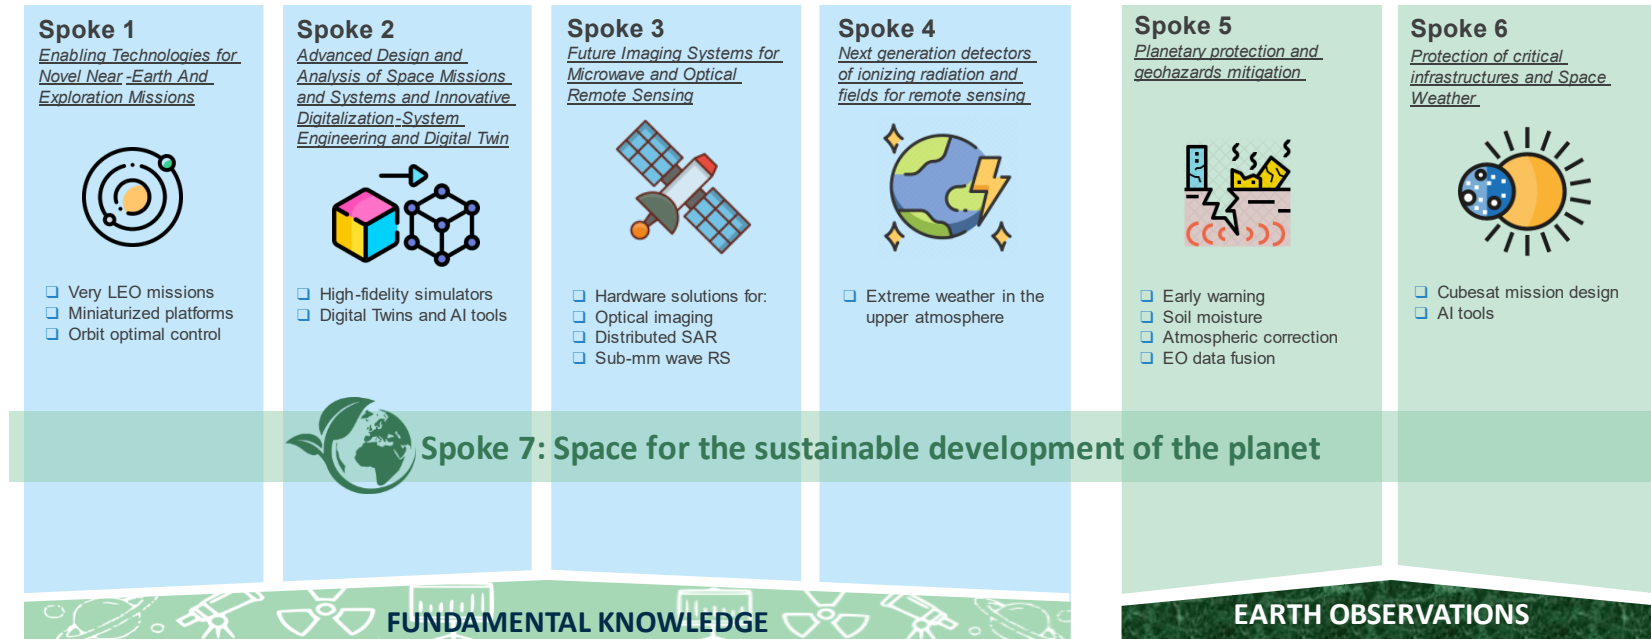 Spoke 1
Enabling Technologies for
Novel Near-Earth And
Exploration Missions
❑ Very LEO missions
❑ Miniaturized platforms
❑ Orbit optimal control
Spoke 2
Advanced Design and
Analysis of Space Missions
and Systems and Innovative
Digitalization-System
Engineering and Digital Twin
❑ High-fidelity simulators
❑ Digital Twins and AI tools
Spoke 3
Future Imaging Systems for
Microwave and Optical
Remote Sensing
❑ Hardware solutions for:
❑ Optical imaging
❑ Distributed SAR
❑ Sub-mm wave RS
Spoke 4
Next generation detectors
of ionizing radiation and
fields for remote sensing
❑ Extreme weather in the
upper atmosphere
Spoke 5
Planetary protection and
geohazards mitigation
❑ Early warning
❑ Soil moisture
❑ Atmospheric correction
❑ EO data fusion
Spoke 6
Protection of critical
infrastructures and Space
Weather
❑ Cubesat mission design
❑ AI tools
Spoke 7: Space for the sustainable development of the planet
FUNDAMENTAL KNOWLEDGE
EARTH OBSERVATIONS